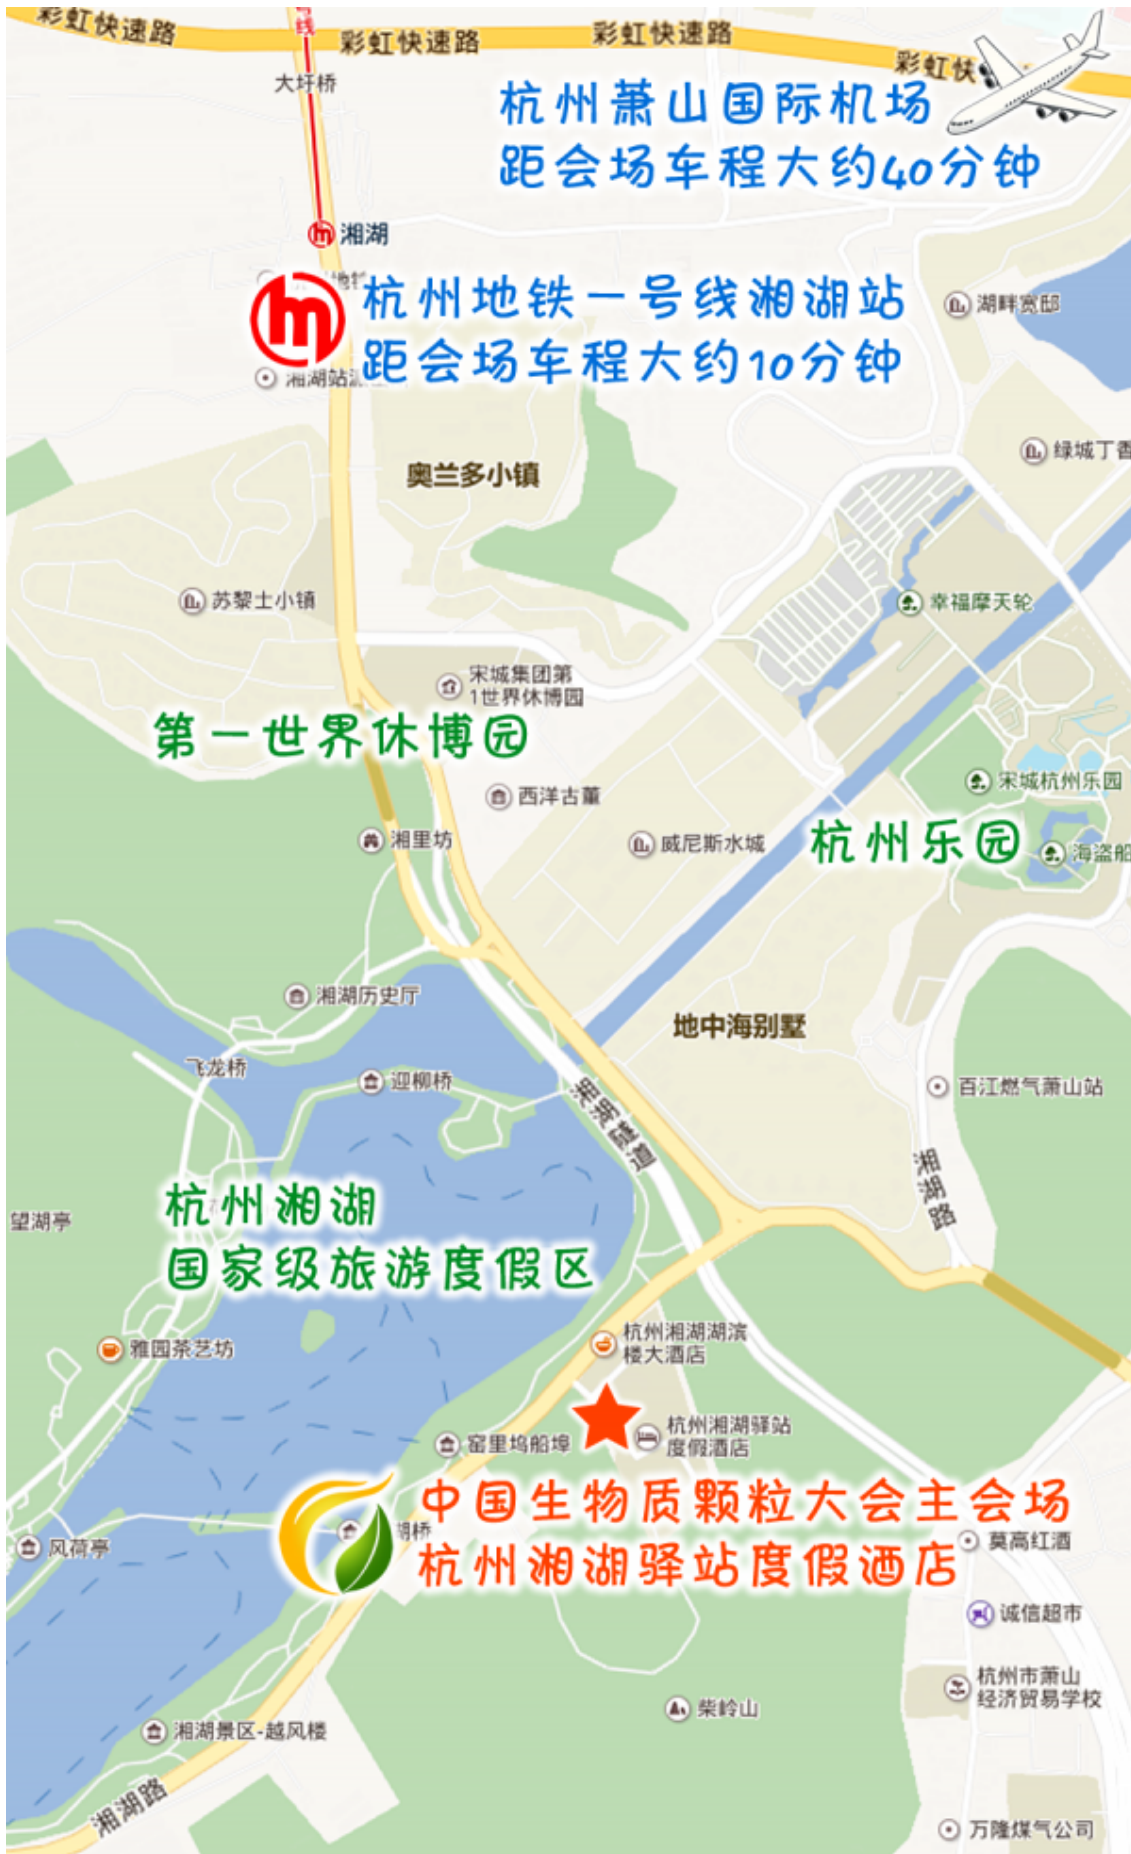 彩虹快速路
彩虹快速路
彩虹快速路
彩虹快
号线
大圩桥
杭州萧山国际机场
距会场车程大约40分钟
湘湖
杭州地铁一号线湘湖站
距会场车程大约10分钟
湖畔宽邸
湘湖站
奥兰多小镇
绿城丁香
苏黎士小镇
幸福摩天轮
宋城集团第
1世界休博园
第一世界休博园
西洋古董
宋城杭州乐园
湘里坊
威尼斯水城
杭州乐园
海盗船
湘湖历史厅
地中海别墅
飞龙桥
迎柳桥
百江燃气萧山站
湘湖隧道
湘湖路
杭州湘湖
望湖亭
国家级旅游度假区
杭州湘湖湖滨
楼大酒店
雅园茶艺坊
杭州湘湖驿站
度假酒店
窑里坞船埠
中国生物质颗粒大会主会场
湖桥
莫高红酒
风荷亭
杭州湘湖驿站度假酒店
诚信超市
杭州市萧山
经济贸易学校
柴岭山
湘湖景区-越风楼
湘湖路
万隆煤气公司